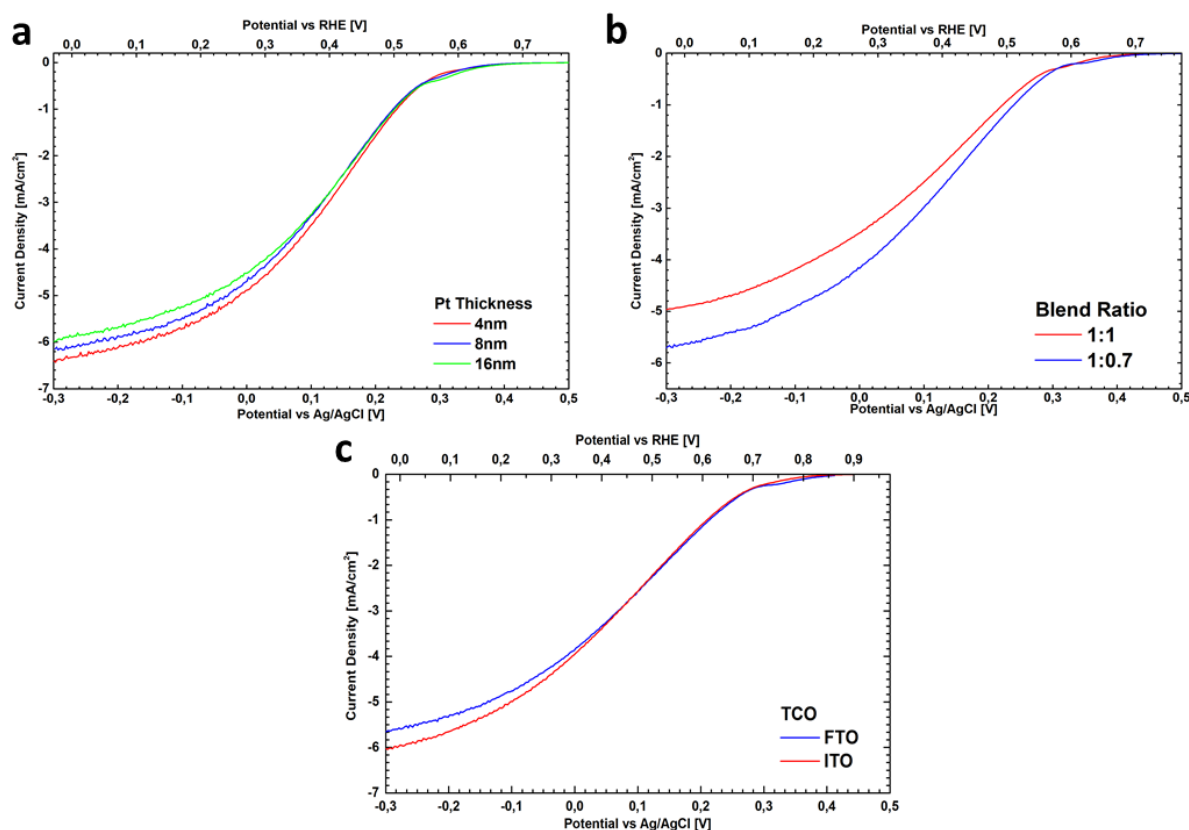 a
Potential vs RHE [V]
0,0 0,1 0,2 0,3 0,4 0,5 0,6 0,7
0
-1
-2
-3
-4
-5
-6
-7
Current Density [mA/cm²]
Pt Thickness
4nm
8nm
16nm
-0,3 -0,2 -0,1 0,0 0,1 0,2 0,3 0,4 0,5
Potential vs Ag/AgCl [V]
b
Potential vs RHE [V]
0,0 0,1 0,2 0,3 0,4 0,5 0,6 0,7
0
-1
-2
-3
-4
-5
-6
Current Density [mA/cm²]
Blend Ratio
1:1
1:0.7
-0,3 -0,2 -0,1 0,0 0,1 0,2 0,3 0,4 0,5
Potential vs Ag/AgCl [V]
c
Potential vs RHE [V]
0,0 0,1 0,2 0,3 0,4 0,5 0,6 0,7 0,8 0,9
0
-1
-2
-3
-4
-5
-6
-7
Current Density [mA/cm²]
TCO
FTO
ITO
-0,3 -0,2 -0,1 0,0 0,1 0,2 0,3 0,4 0,5
Potential vs Ag/AgCl [V]